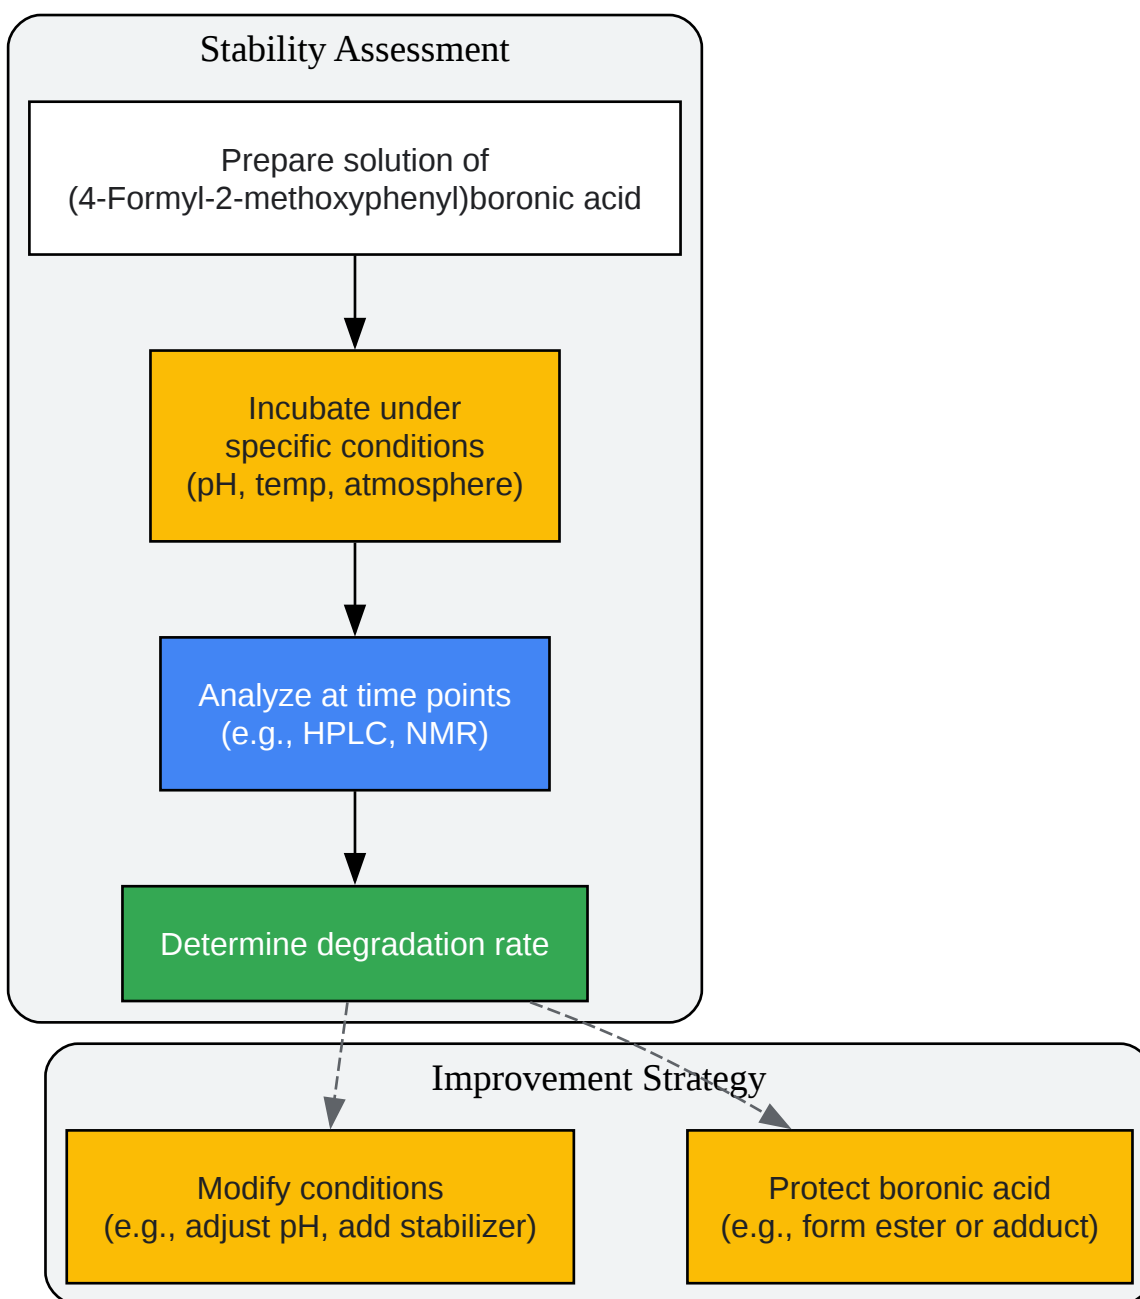 Stability Assessment
Prepare solution of
(4-Formyl-2-methoxyphenyl)boronic acid
Incubate under
specific conditions
(pH, temp, atmosphere)
Analyze at time points
(e.g., HPLC, NMR)
Determine degradation rate
Improvement Strategy
Modify conditions
(e.g., adjust pH, add stabilizer)
Protect boronic acid
(e.g., form ester or adduct)